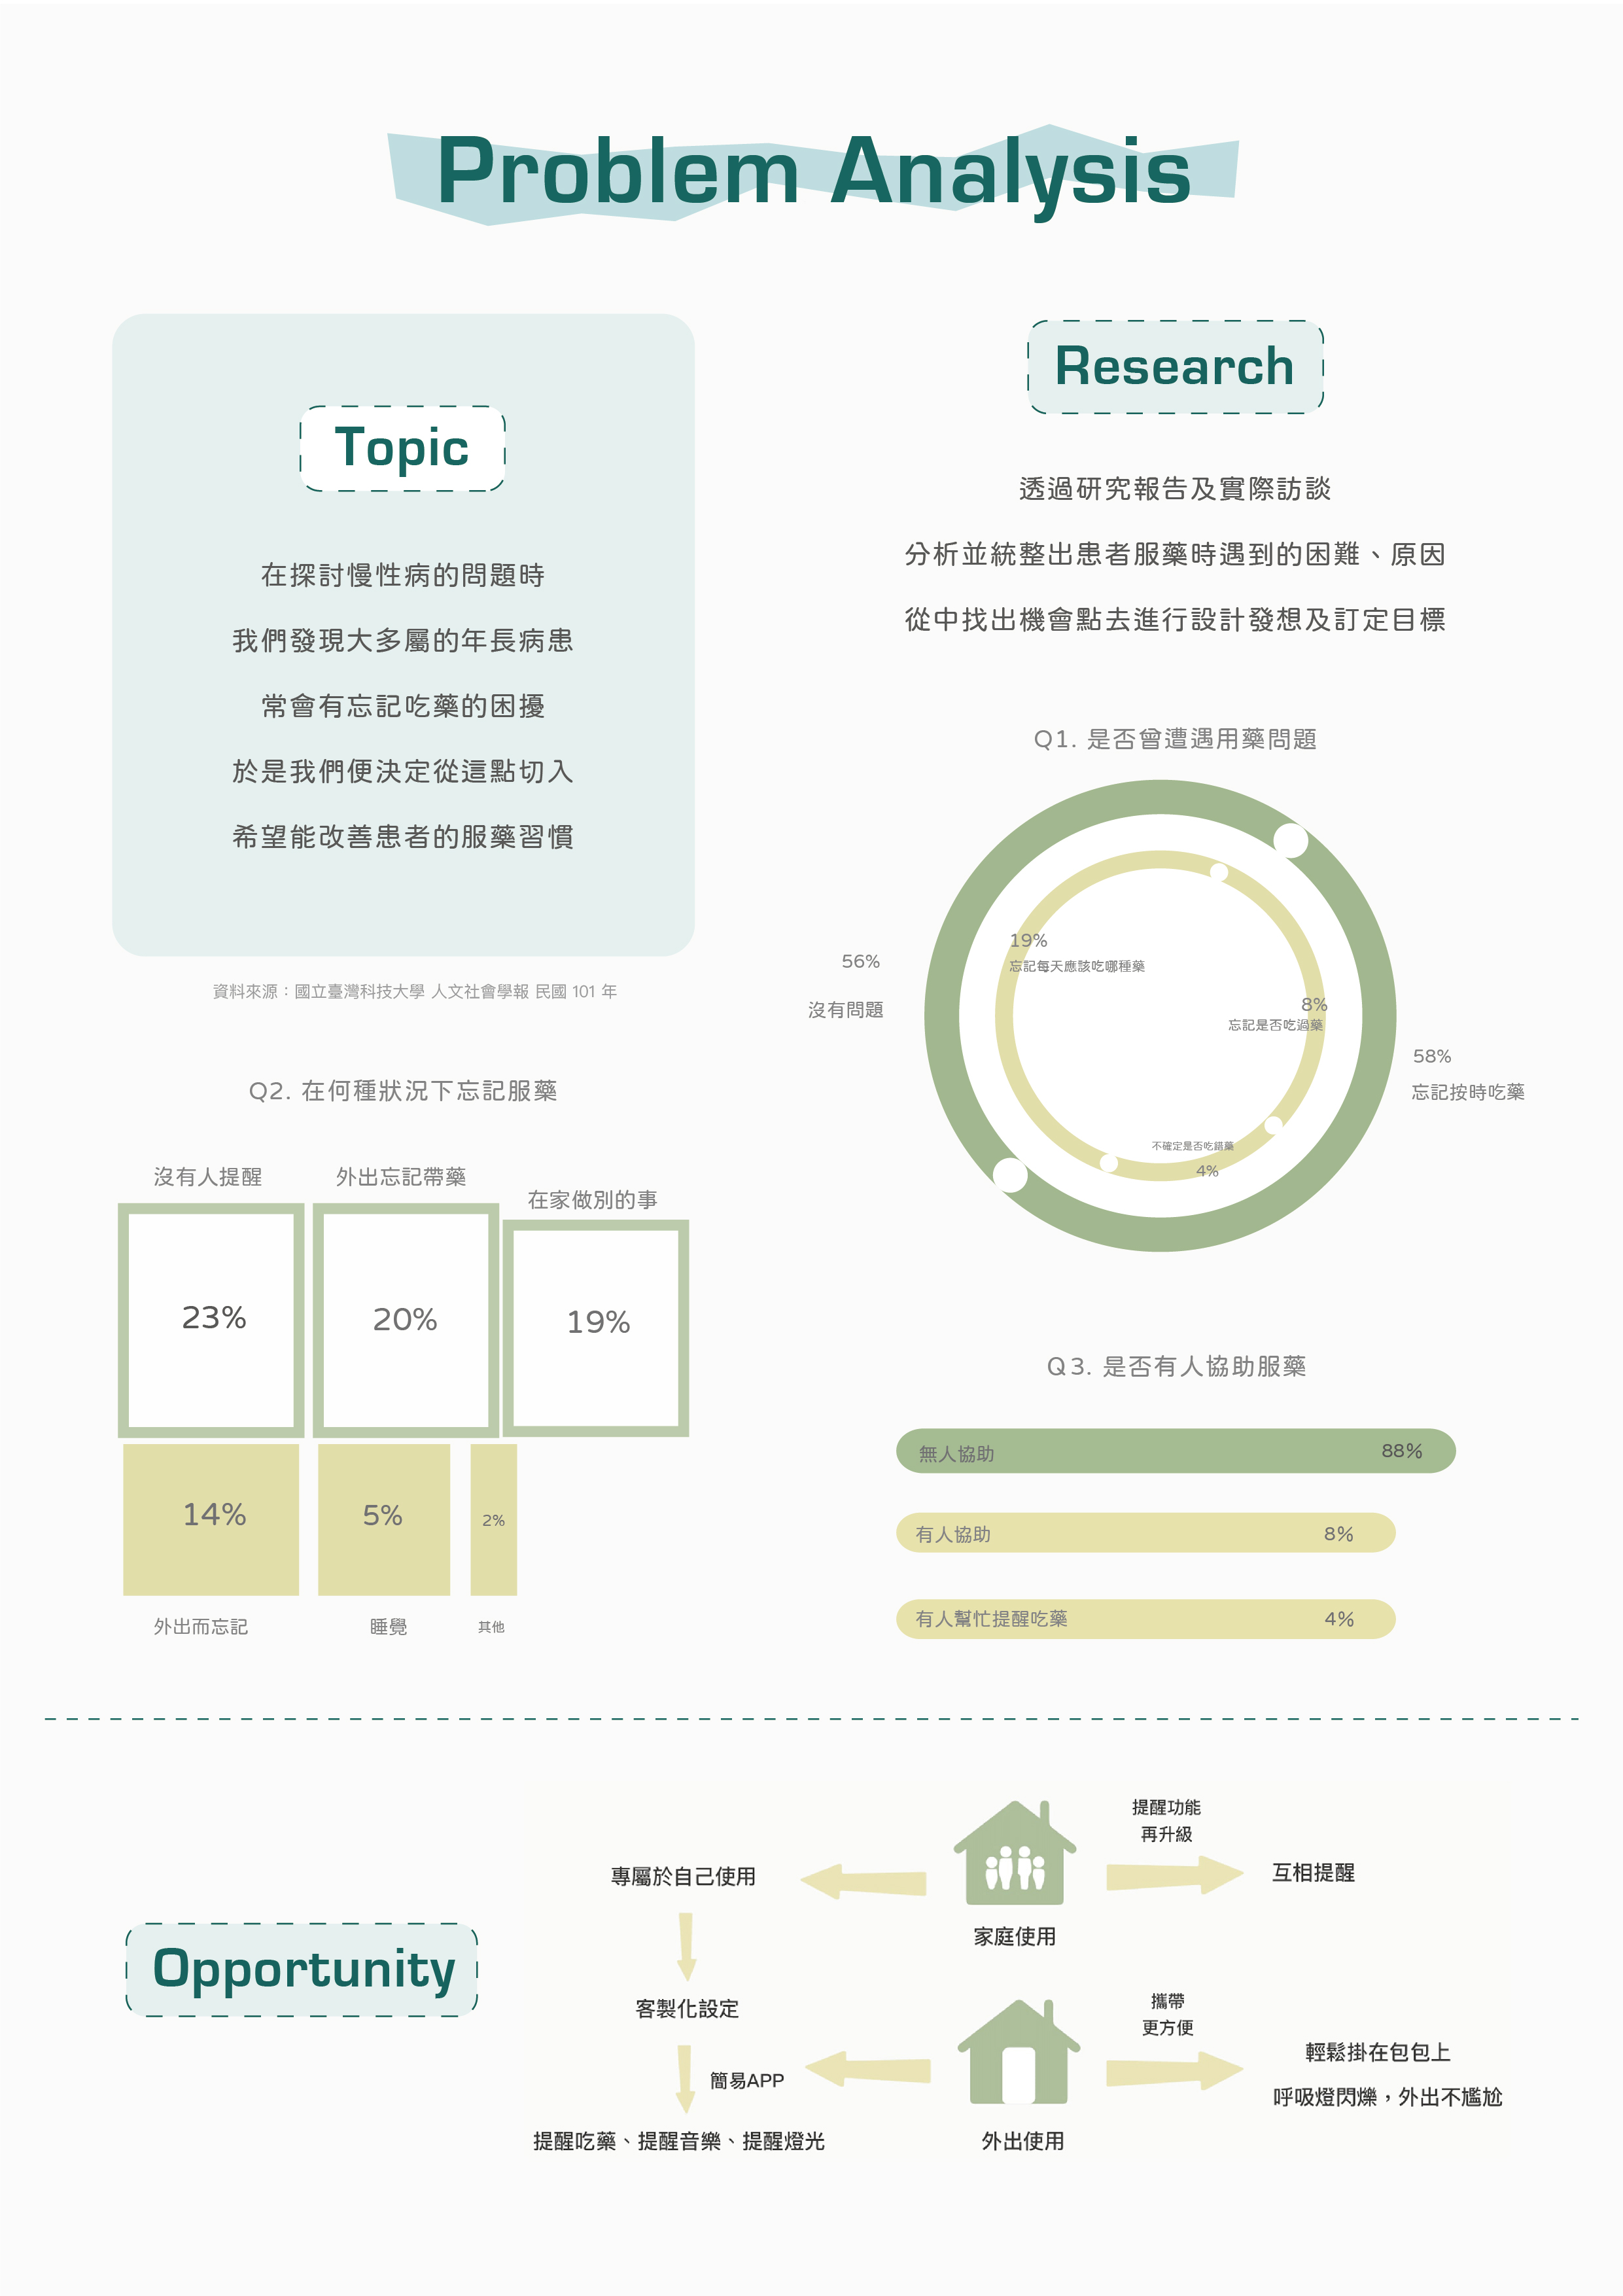 Problem Analysis
Topic
在探討慢性病的問題時
我們發現大多屬的年長病患
常會有忘記吃藥的困擾
於是我們便決定從這點切入
希望能改善患者的服藥習慣
資料來源：國立臺灣科技大學 人文社會學報 民國 101 年
Research
透過研究報告及實際訪談
分析並統整出患者服藥時遇到的困難、原因
從中找出機會點去進行設計發想及訂定目標
Q1. 是否曾遭遇用藥問題
56%
沒有問題
19%
忘記每天應該吃哪種藥
8%
忘記是否吃過藥
58%
忘記按時吃藥
不確定是否吃錯藥
4%
Q2. 在何種狀況下忘記服藥
沒有人提醒
外出忘記帶藥
在家做別的事
23%
20%
19%
14%
5%
2%
外出而忘記
睡覺
其他
Q3. 是否有人協助服藥
無人協助 88%
有人協助 8%
有人幫忙提醒吃藥 4%
Opportunity
專屬於自己使用
客製化設定
簡易APP
提醒吃藥、提醒音樂、提醒燈光
家庭使用
提醒功能
再升級
互相提醒
外出使用
攜帶
更方便
輕鬆掛在包包上
呼吸燈閃爍，外出不尷尬